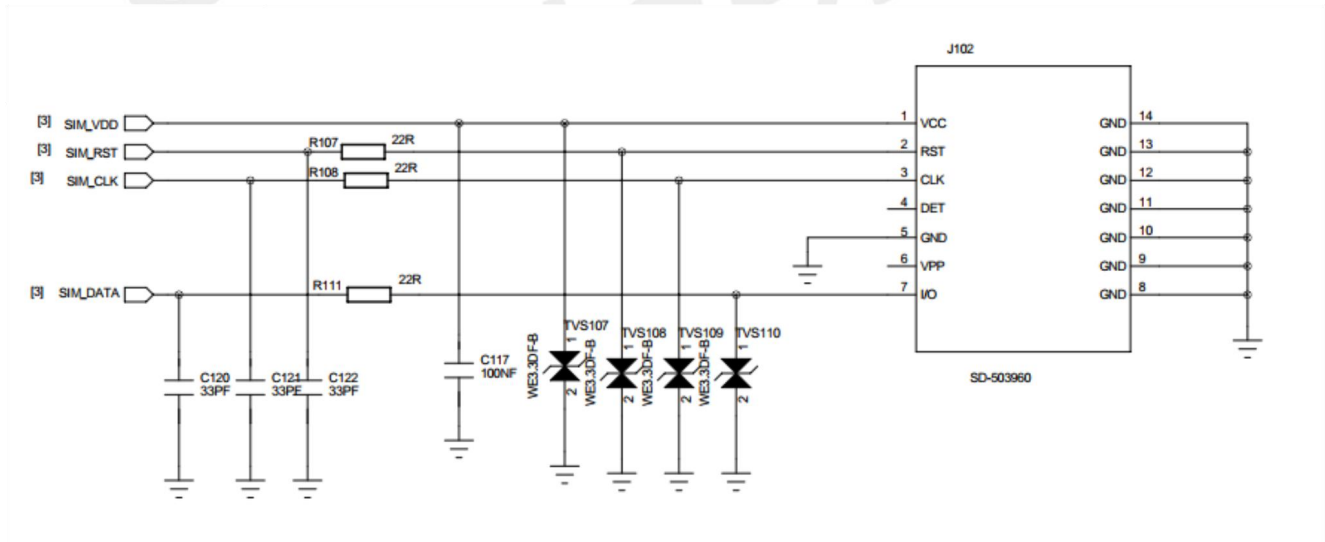 J102
[3] SIM_VDD
1 VCC GND 14
[3] SIM_RST R107 22R
2 RST GND 13
[3] SIM_CLK R108 22R
3 CLK GND 12
4 DET GND 11
5 GND GND 10
6 VPP GND 9
[3] SIM_DATA R111 22R
7 I/O GND 8
TVS107 TVS108 TVS109 TVS110
1 1 1 1
WE3.3DF-B WE3.3DF-B WE3.3DF-B WE3.3DF-B
2 2 2 2
C117
100NF
C120 C121 C122
33PF 33PF 33PF
SD-503960